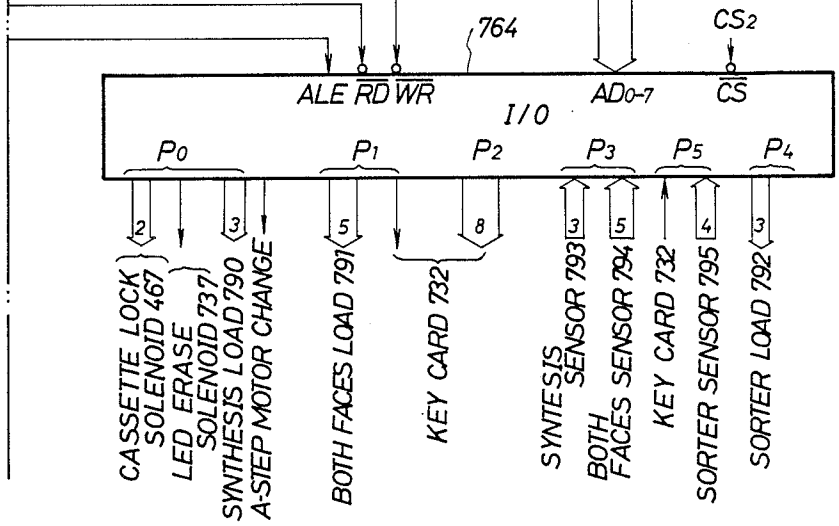 764
CS2
ALE RD WR
AD0-7
CS
I/O
P0
P1
P2
P3
P5
P4
2
3
5
8
3
5
4
3
CASSETTE LOCK
SOLENOID 467
LED ERASE
SOLENOID 737
SYNTHESIS LOAD 790
A-STEP MOTOR CHANGE
BOTH FACES LOAD 791
KEY CARD 732
SYNTESIS
SENSOR 793
BOTH
FACES SENSOR 794
KEY CARD 732
SORTER SENSOR 795
SORTER LOAD 792